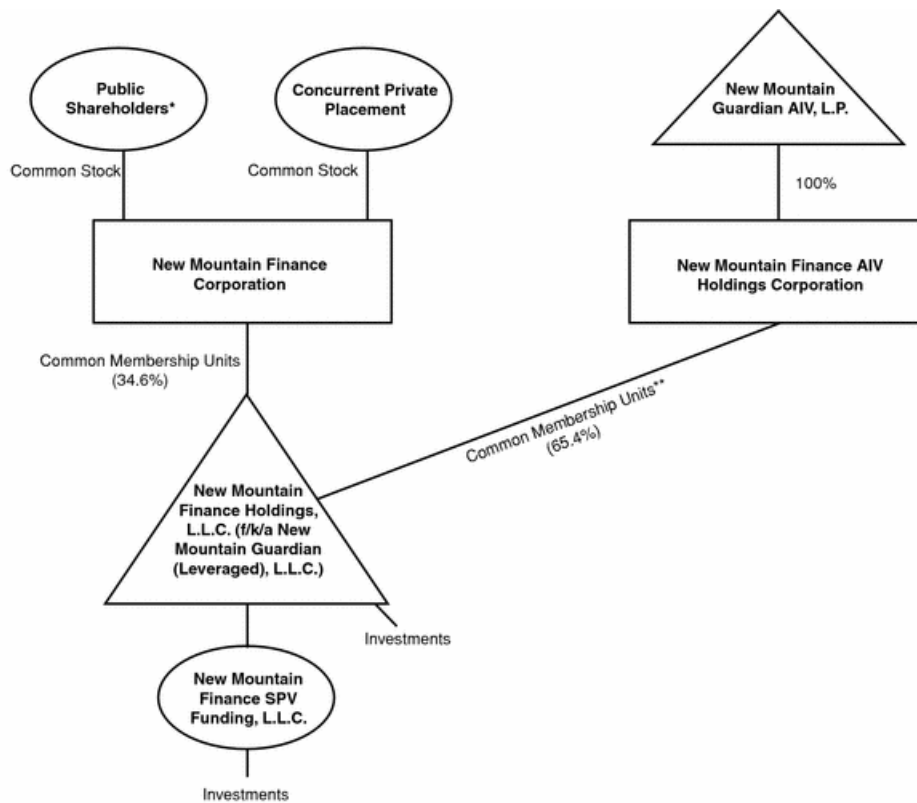 Public
Shareholders*
Concurrent Private
Placement
New Mountain
Guardian AIV, L.P.
Common Stock
Common Stock
100%
New Mountain Finance
Corporation
New Mountain Finance AIV
Holdings Corporation
Common Membership Units
(34.6%)
Common Membership Units**
(65.4%)
New Mountain
Finance Holdings,
L.L.C. (f/k/a New
Mountain Guardian
(Leveraged), L.L.C.)
Investments
New Mountain
Finance SPV
Funding, L.L.C.
Investments